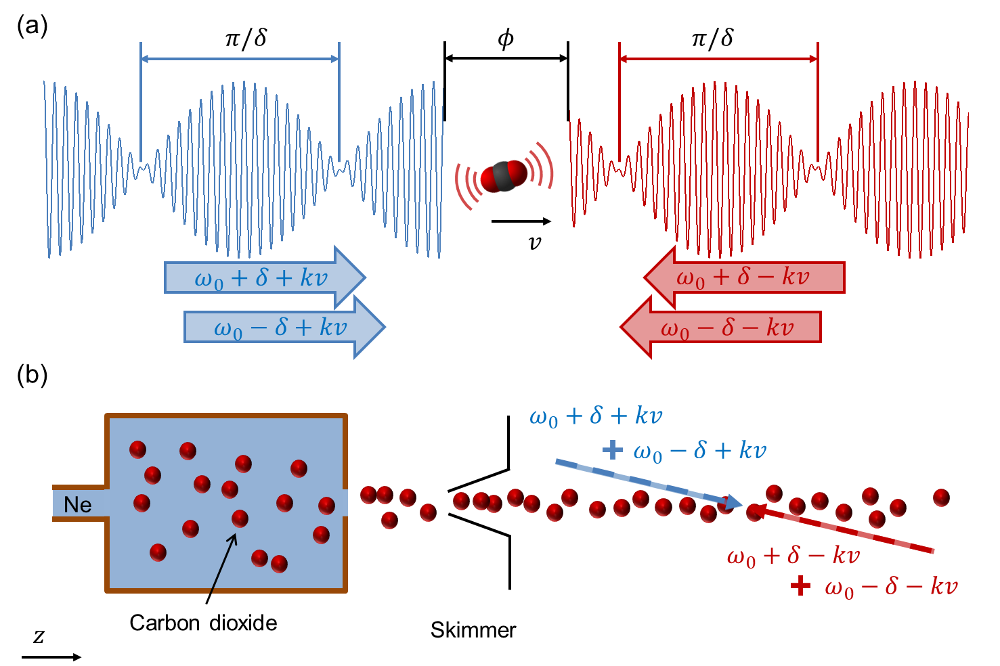 (a)
π/δ
ϕ
π/δ
v
ω₀ + δ + kv
ω₀ − δ + kv
ω₀ + δ − kv
ω₀ − δ − kv
(b)
Ne
Carbon dioxide
z
Skimmer
ω₀ + δ + kv
+ ω₀ − δ + kv
ω₀ + δ − kv
+ ω₀ − δ − kv